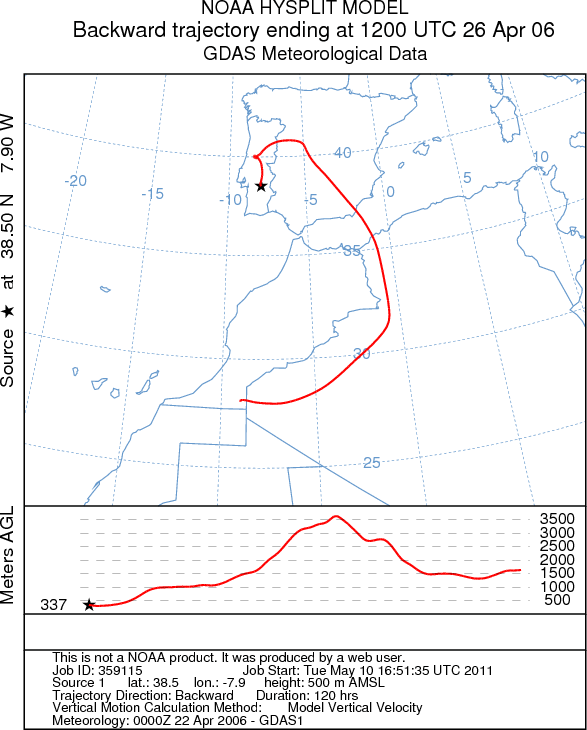 NOAA HYSPLIT MODEL
Backward trajectory ending at 1200 UTC 26 Apr 06
GDAS Meteorological Data
Source ★ at 38.50 N 7.90 W
-20
-15
-10
-5
0
5
10
40
35
30
25
Meters AGL
337
3500
3000
2500
2000
1500
1000
500
This is not a NOAA product. It was produced by a web user.
Job ID: 359115 Job Start: Tue May 10 16:51:35 UTC 2011
Source 1 lat.: 38.5 lon.: -7.9 height: 500 m AMSL
Trajectory Direction: Backward Duration: 120 hrs
Vertical Motion Calculation Method: Model Vertical Velocity
Meteorology: 0000Z 22 Apr 2006 - GDAS1